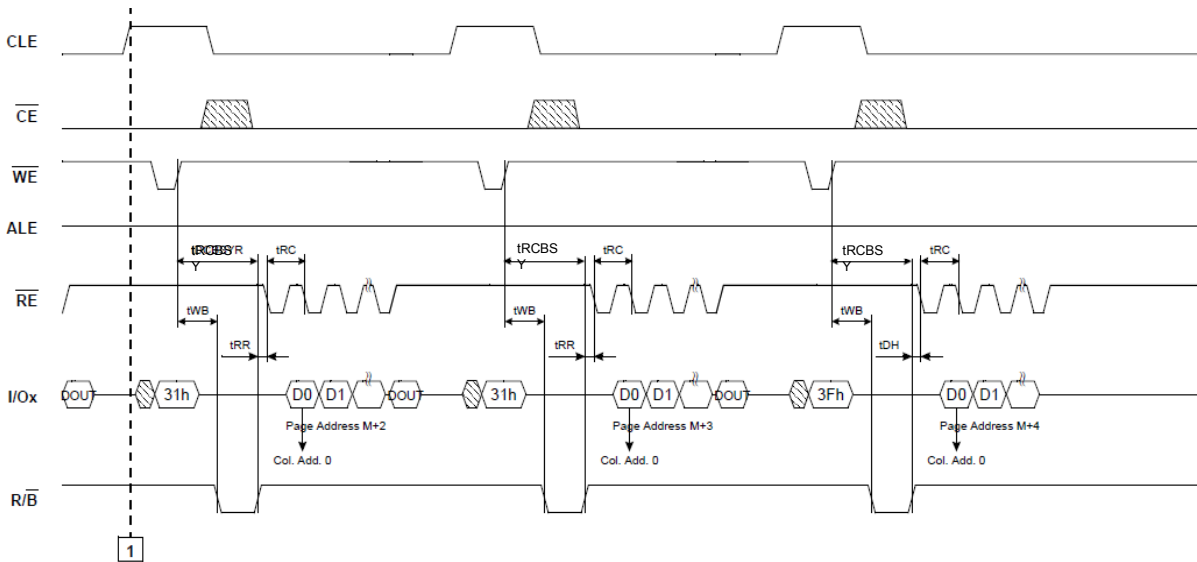 CLE
CE
WE
ALE
tRCBS
Y
tRC
tRCBS
Y
tRC
tRCBS
Y
tRC
RE
tWB
tRR
tWB
tRR
tWB
tDH
I/Ox
DOUT
31h
D0
D1
DOUT
31h
D0
D1
DOUT
3Fh
D0
D1
Page Address M+2
Page Address M+3
Page Address M+4
Col. Add. 0
Col. Add. 0
Col. Add. 0
R/B
1